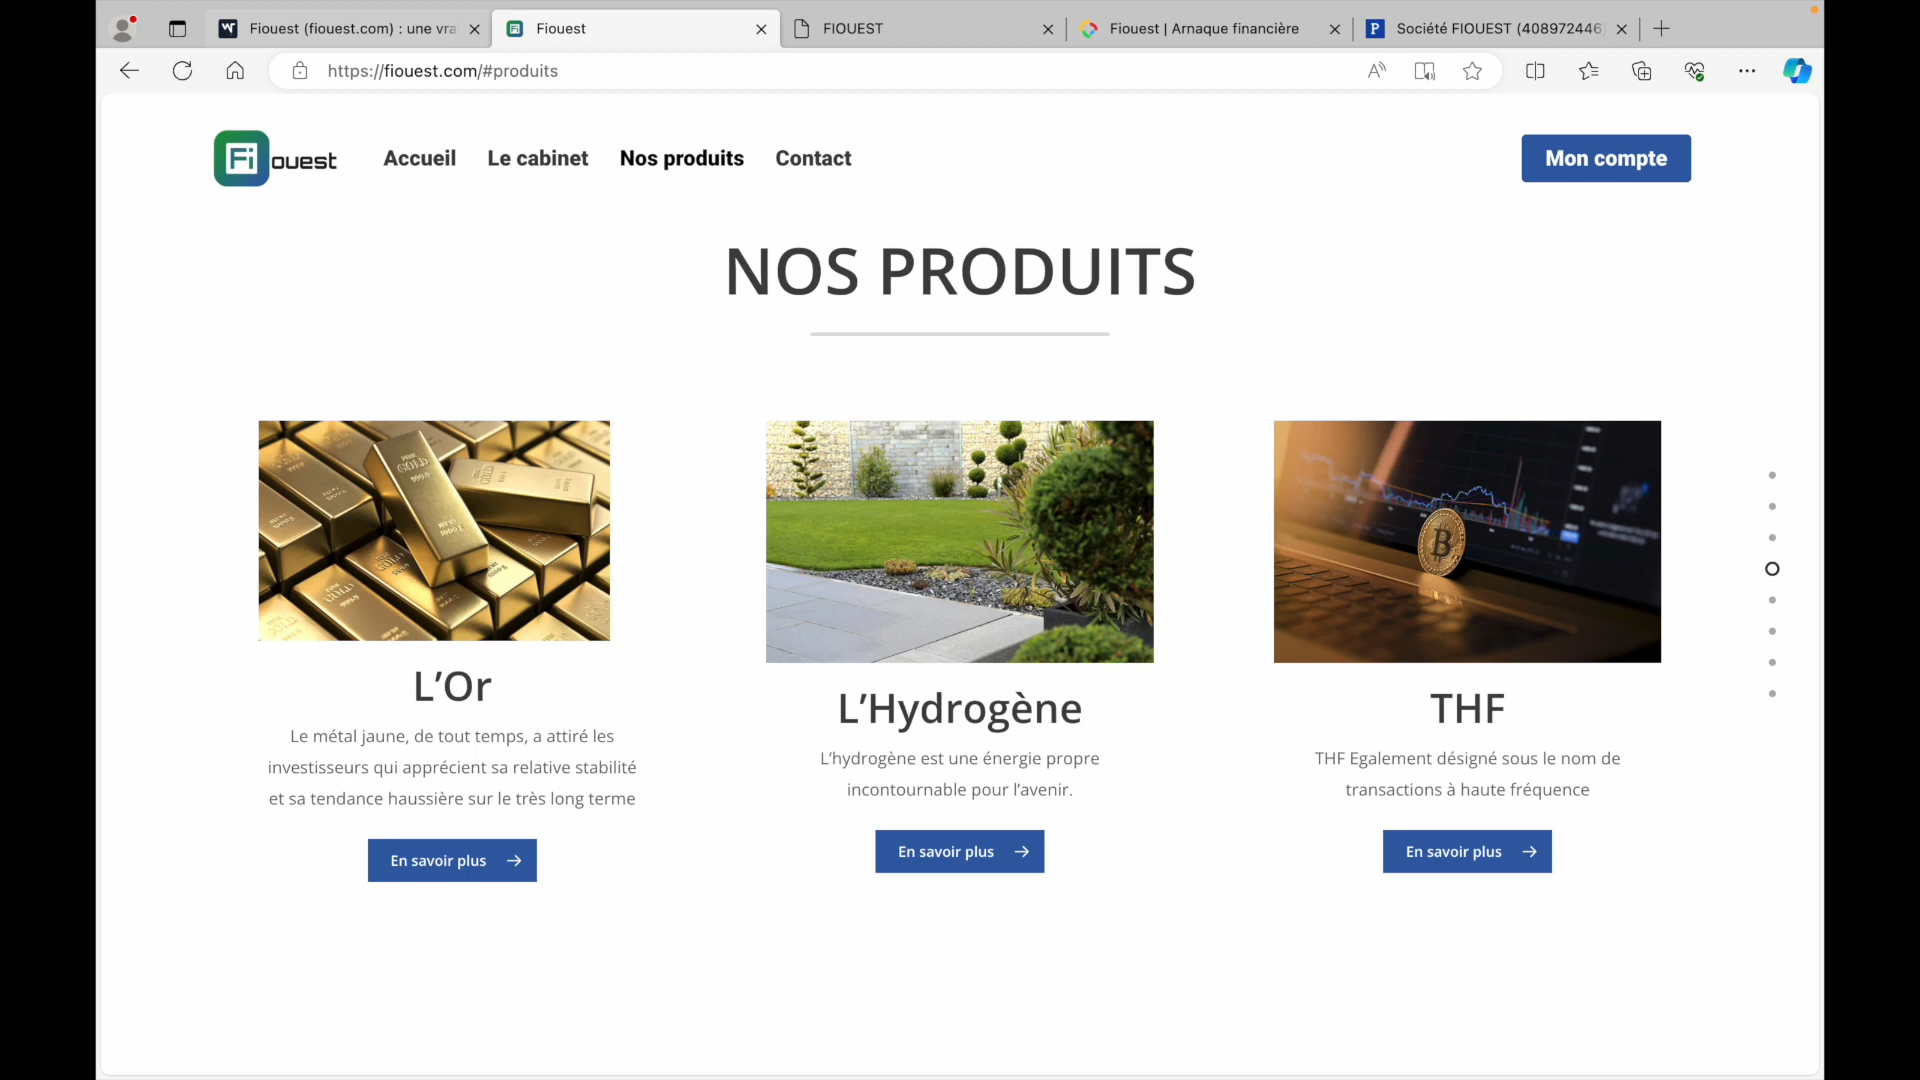 Fiouest (fiouest.com) : une vra
Fiouest
FIOUEST
Fiouest | Arnaque financière
Société FIOUEST (408972446)
https://fiouest.com/#produits
Fi ouest
Accueil
Le cabinet
Nos produits
Contact
Mon compte
NOS PRODUITS
GOLD
L’Or
Le métal jaune, de tout temps, a attiré les
investisseurs qui apprécient sa relative stabilité
et sa tendance haussière sur le très long terme
En savoir plus
L’Hydrogène
L’hydrogène est une énergie propre
incontournable pour l’avenir.
En savoir plus
THF
THF Egalement désigné sous le nom de
transactions à haute fréquence
En savoir plus